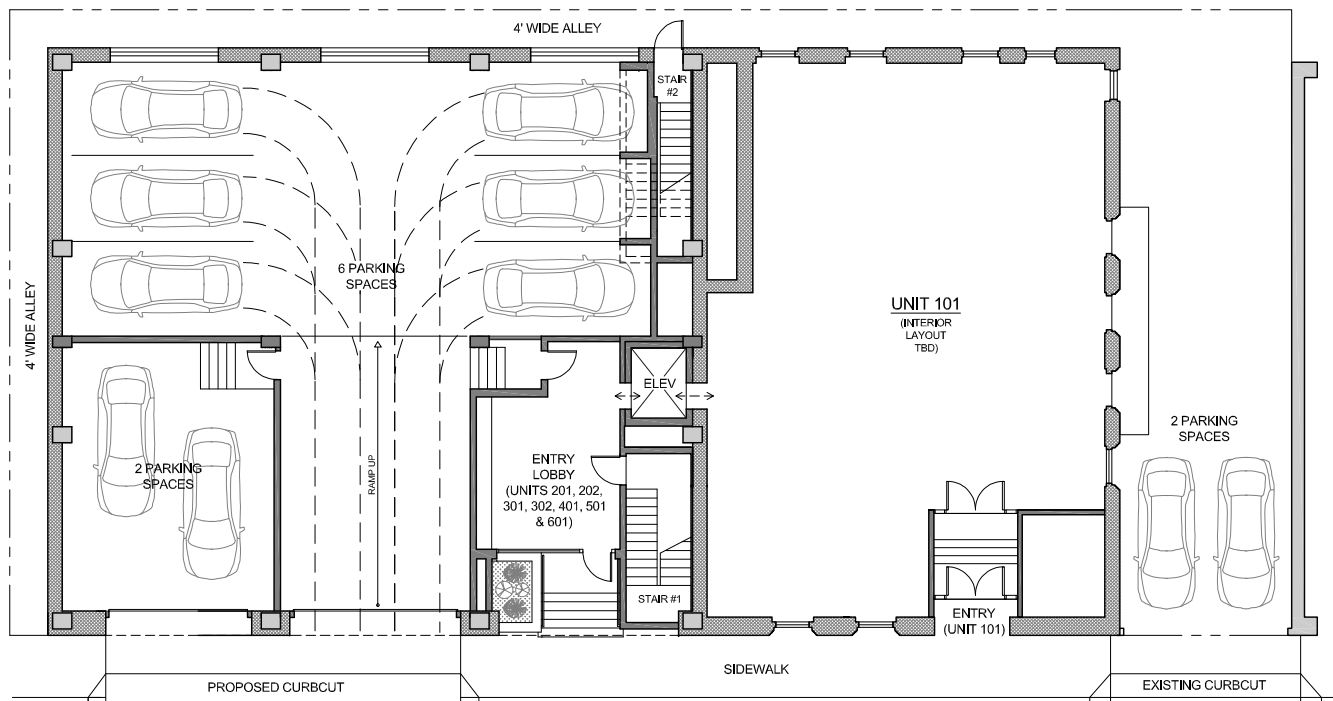 4' WIDE ALLEY
STAIR
#2
4' WIDE ALLEY
6 PARKING
SPACES
UNIT 101
(INTERIOR
LAYOUT
TBD)
ELEV
2 PARKING
SPACES
RAMP UP
ENTRY
LOBBY
(UNITS 201, 202,
301, 302, 401, 501
& 601)
2 PARKING
SPACES
STAIR #1
ENTRY
(UNIT 101)
SIDEWALK
PROPOSED CURBCUT
EXISTING CURBCUT